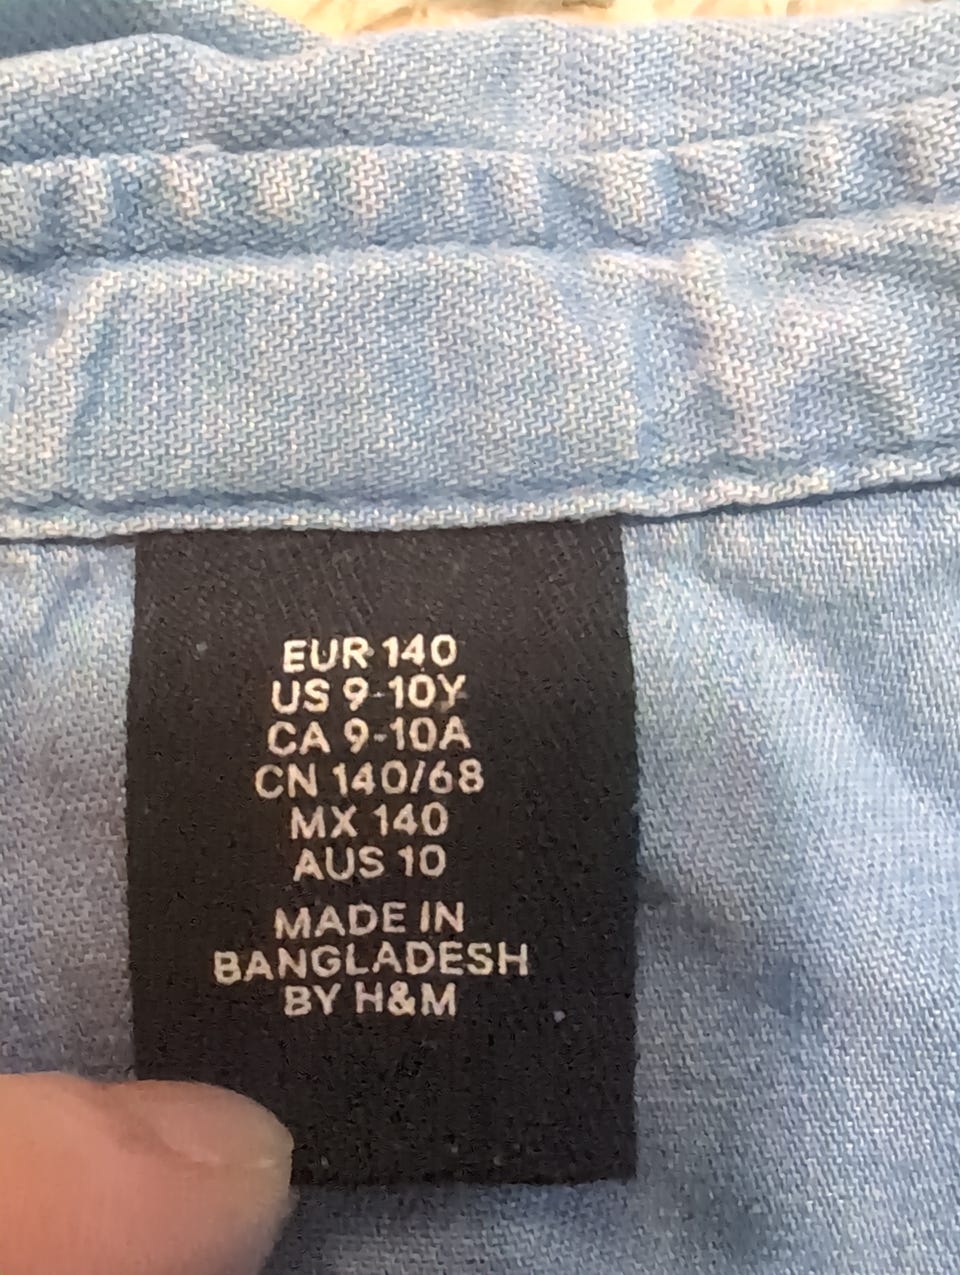 EUR 140
US 9-10Y
CA 9-10A
CN 140/68
MX 140
AUS 10
MADE IN
BANGLADESH
BY H&M